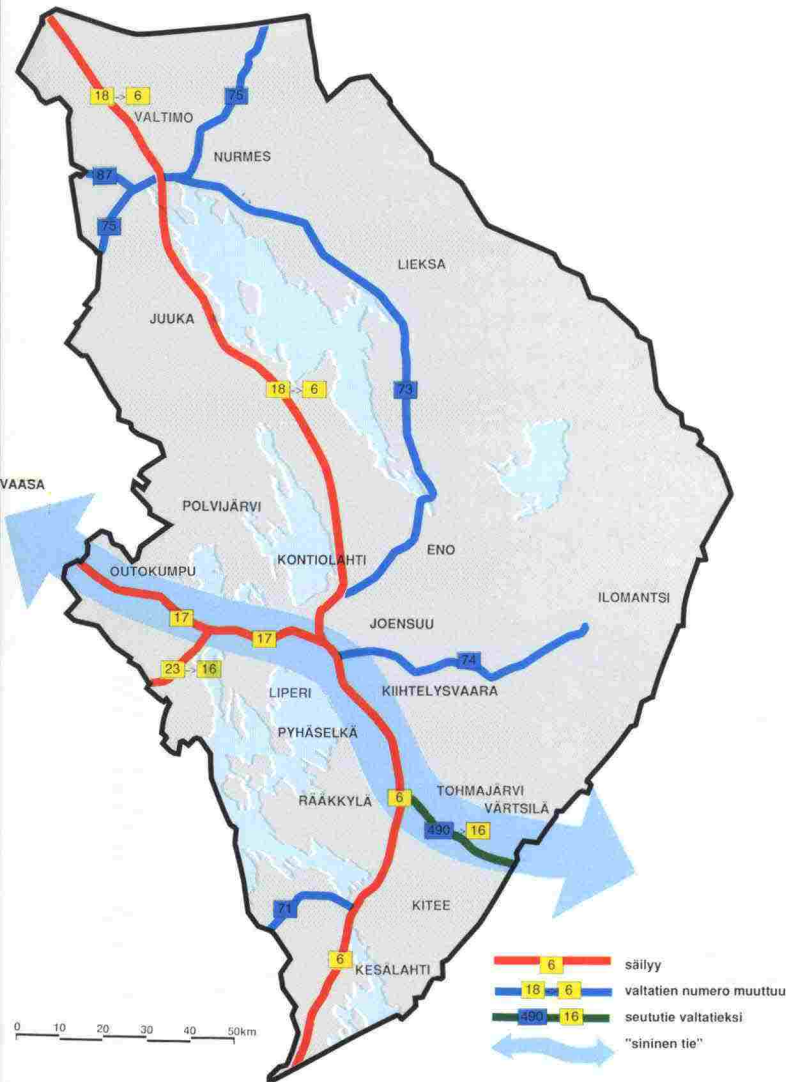 18 -> 6
75
VALTIMO
NURMES
87
75
LIEKSA
JUUKA
18 -> 6
73
VAASA
POLVIJÄRVI
KONTIOLAHTI
ENO
OUTOKUMPU
ILOMANTSI
17
17
JOENSUU
74
23 -> 16
LIPERI
KIIHTELYSVAARA
PYHÄSELKÄ
RÄÄKKYLÄ
6
TOHMAJÄRVI
VÄRTSILÄ
490 -> 16
71
KITEE
6
KESÄLAHTI
6 säilyy
18 -> 6 valtatien numero muuttuu
490 -> 16 seututie valtatieksi
"sininen tie"
0 10 20 30 40 50km